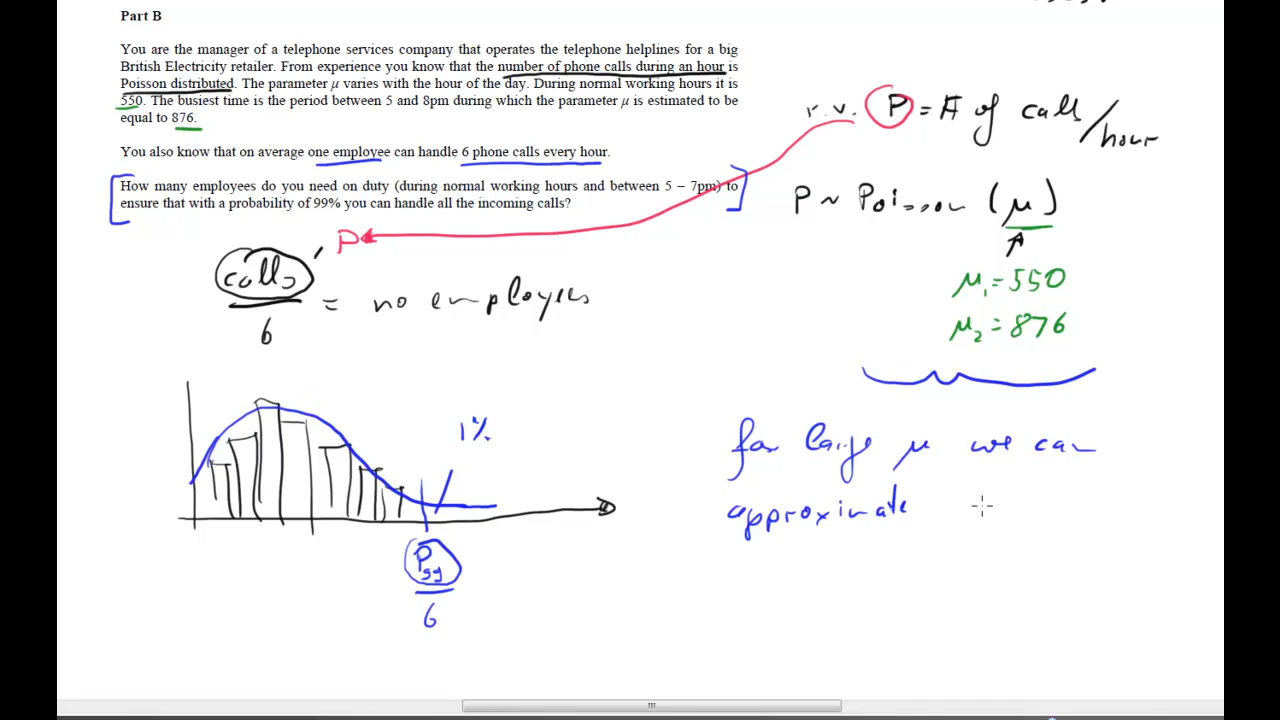 Part B
You are the manager of a telephone services company that operates the telephone helplines for a big
British Electricity retailer. From experience you know that the number of phone calls during an hour is
Poisson distributed. The parameter μ varies with the hour of the day. During normal working hours it is
550. The busiest time is the period between 5 and 8pm during which the parameter μ is estimated to be
equal to 876.
You also know that on average one employee can handle 6 phone calls every hour.
How many employees do you need on duty (during normal working hours and between 5 – 7pm) to
ensure that with a probability of 99% you can handle all the incoming calls?
r.v. P = # of calls/hour
P ~ Poisson (μ)
μ₁ = 550
μ₂ = 876
P
calls
6
= no employees
1%
P99
6
for large μ we can
approximate